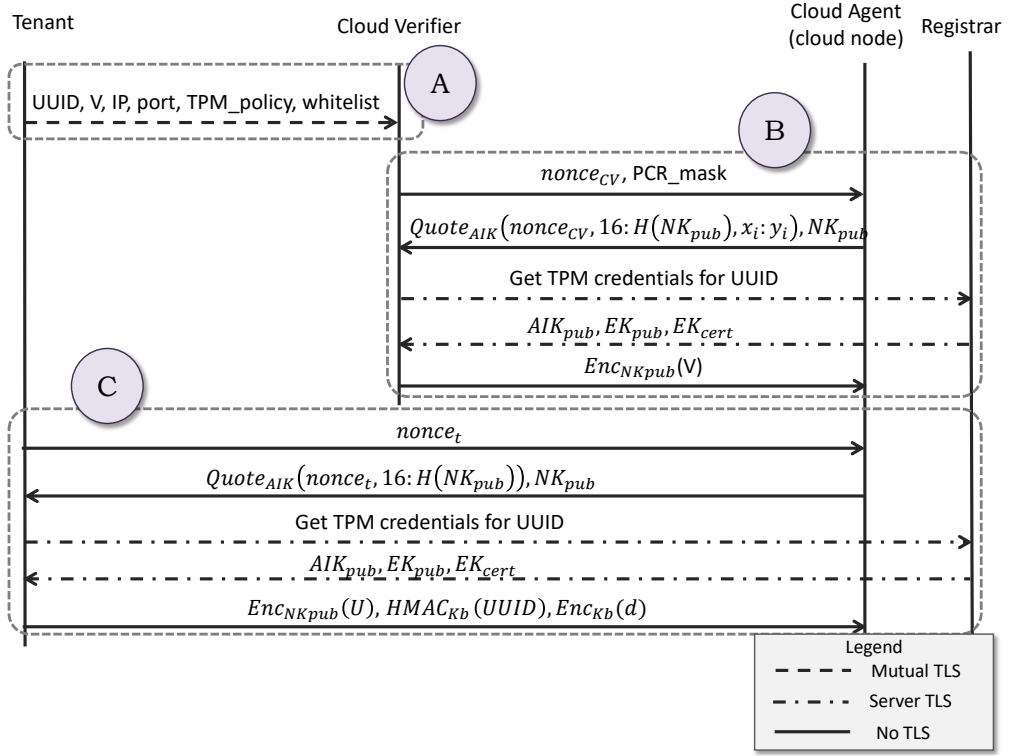 Tenant
Cloud Verifier
Cloud Agent
(cloud node)
Registrar
A
UUID, V, IP, port, TPM_policy, whitelist
B
nonce_CV, PCR_mask
Quote_AIK(nonce_CV, 16: H(NK_pub), x_i: y_i), NK_pub
Get TPM credentials for UUID
AIK_pub, EK_pub, EK_cert
Enc_NKpub(V)
C
nonce_t
Quote_AIK(nonce_t, 16: H(NK_pub)), NK_pub
Get TPM credentials for UUID
AIK_pub, EK_pub, EK_cert
Enc_NKpub(U), HMAC_Kb(UUID), Enc_Kb(d)
Legend
Mutual TLS
Server TLS
No TLS